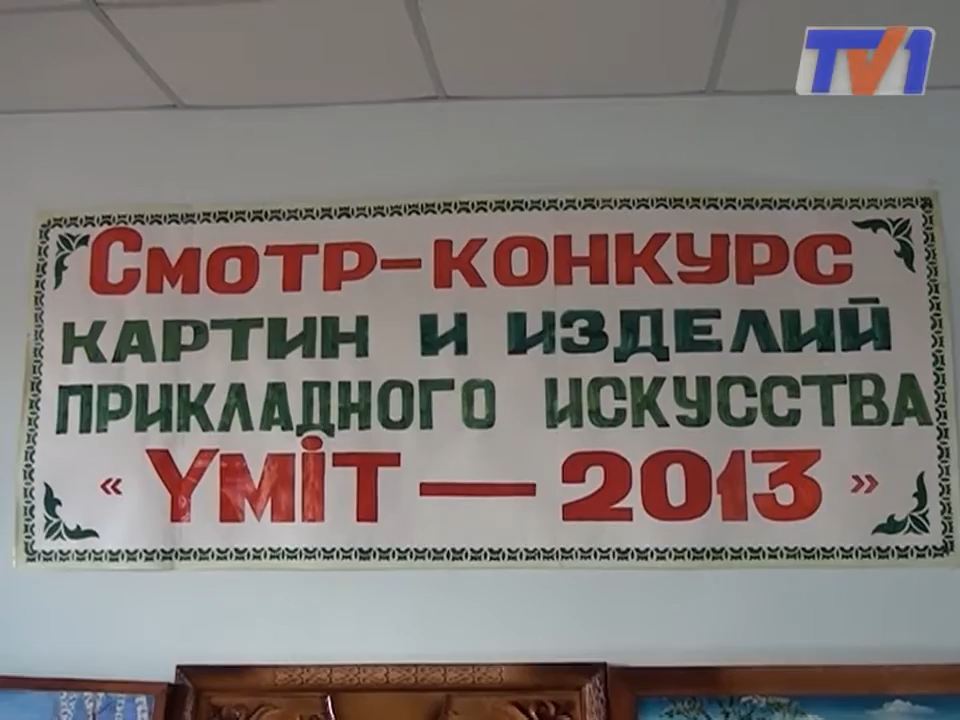 TV1
Смотр-конкурс
картин и изделий
прикладного искусства
«Үміт — 2013»